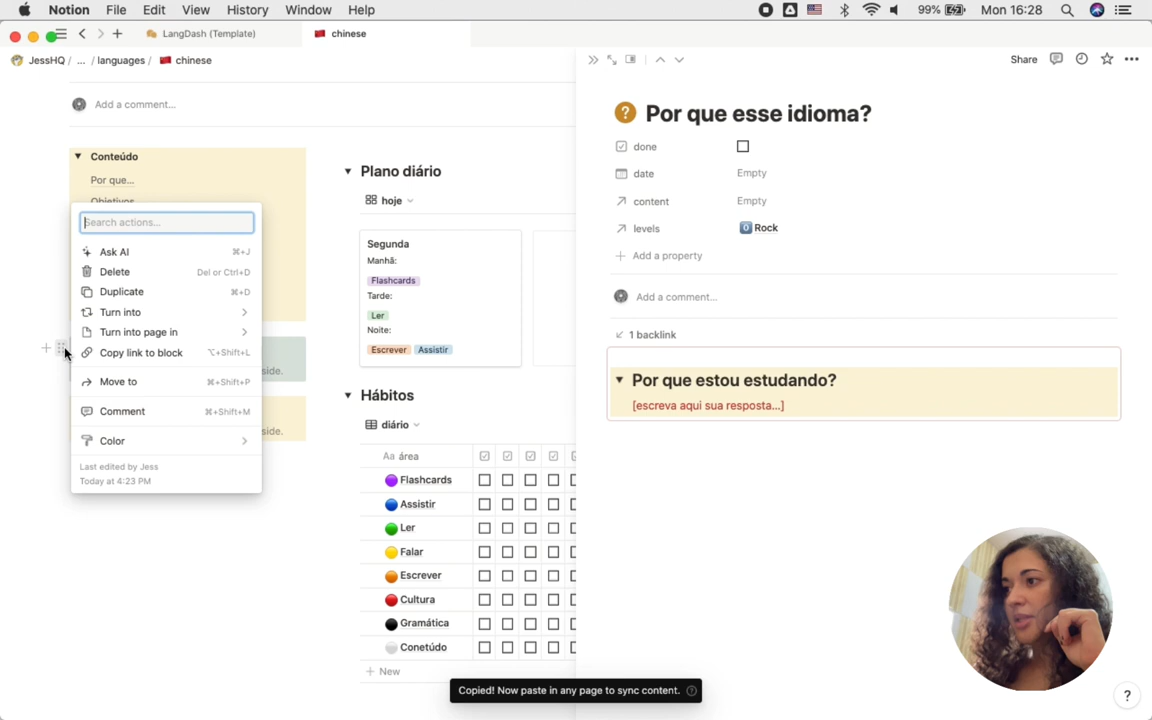 Notion File Edit View History Window Help 99% Mon 16:28
LangDash (Template) chinese
JessHQ / ... / languages / chinese
Add a comment...
Conteúdo
Por que...
Objetivos
Search actions...
Ask AI ⌘+J
Delete Del or Ctrl+D
Duplicate ⌘+D
Turn into
Turn into page in
Copy link to block ⌥+Shift+L
Move to ⌘+Shift+P
Comment ⌘+Shift+M
Color
Last edited by Jess
Today at 4:23 PM
side.
side.
Plano diário
hoje
Segunda
Manhã:
Flashcards
Tarde:
Ler
Noite:
Escrever Assistir
Hábitos
diário
Aa área
Flashcards
Assistir
Ler
Falar
Escrever
Cultura
Gramática
Conetúdo
+ New
Share
? Por que esse idioma?
done
date Empty
content Empty
levels 0 Rock
+ Add a property
Add a comment...
1 backlink
Por que estou estudando?
[escreva aqui sua resposta...]
Copied! Now paste in any page to sync content. ?
?